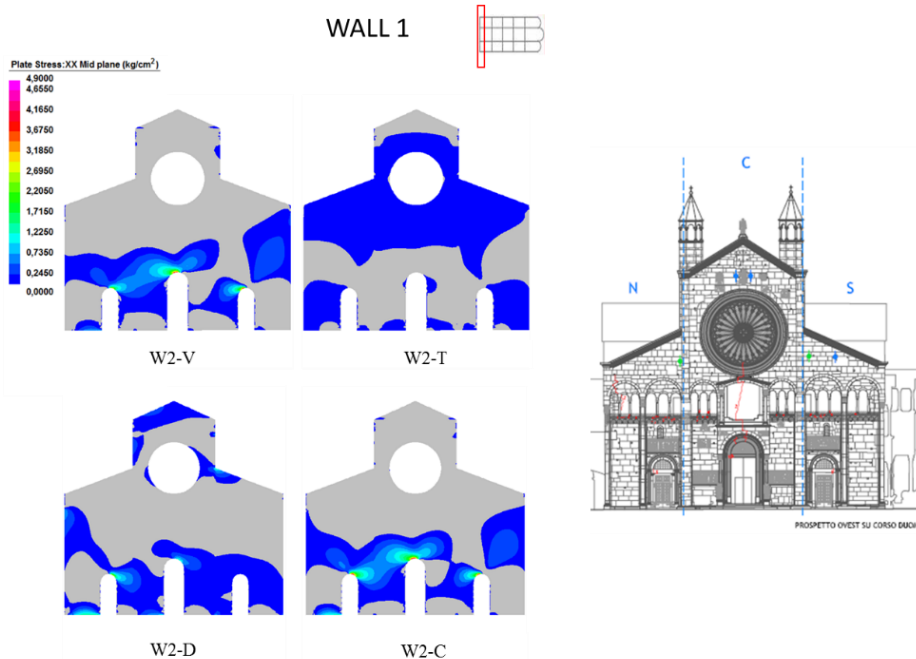 WALL 1
Plate Stress:XX Mid plane (kg/cm²)
4,9000
4,6550
4,1650
3,6750
3,1850
2,6950
2,2050
1,7150
1,2250
0,7350
0,2450
0,0000
W2-V
W2-T
W2-D
W2-C
C
N
S
PROSPETTO OVEST SU CORSO